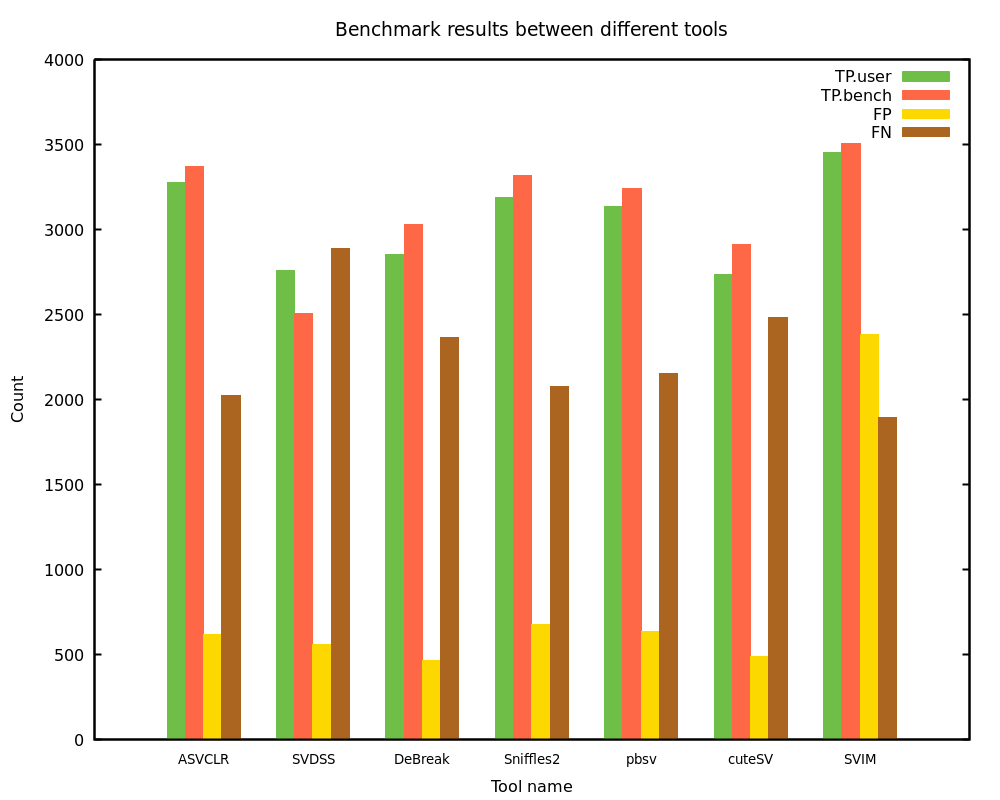 Benchmark results between different tools
4000
3500
3000
2500
2000
1500
1000
500
0
Count
TP.user
TP.bench
FP
FN
ASVCLR SVDSS DeBreak Sniffles2 pbsv cuteSV SVIM
Tool name